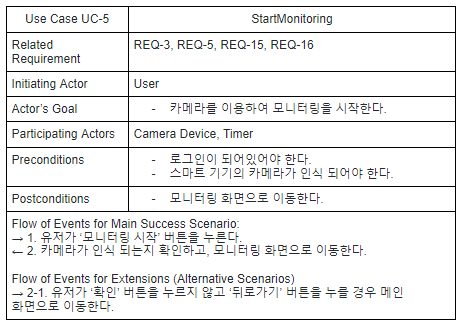 Use Case UC-5 StartMonitoring
Related Requirement REQ-3, REQ-5, REQ-15, REQ-16
Initiating Actor User
Actor's Goal - 카메라를 이용하여 모니터링을 시작한다.
Participating Actors Camera Device, Timer
Preconditions - 로그인이 되어있어야 한다.
- 스마트 기기의 카메라가 인식 되어야 한다.
Postconditions - 모니터링 화면으로 이동한다.
Flow of Events for Main Success Scenario:
→ 1. 유저가 '모니터링 시작' 버튼을 누른다.
← 2. 카메라가 인식 되는지 확인하고, 모니터링 화면으로 이동한다.
Flow of Events for Extensions (Alternative Scenarios)
→ 2-1. 유저가 '확인' 버튼을 누르지 않고 '뒤로가기' 버튼을 누를 경우 메인
화면으로 이동한다.